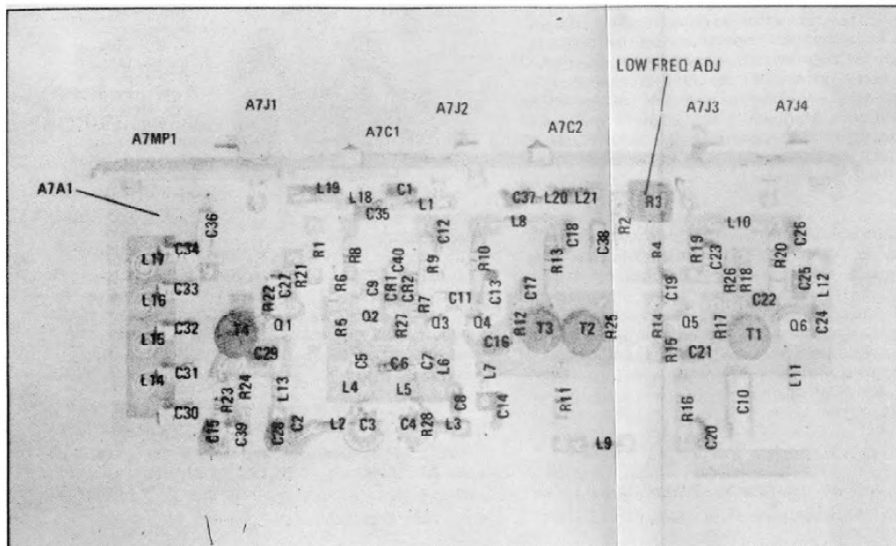 LOW FREQ ADJ
A7J1 A7J2 A7J3 A7J4
A7MP1 A7C1 A7C2
A7A1
L19 L18 C1 L1 C37 L20 L21 R3
C36 C35 C12 L8 C18 C38 R2 L10 C26
C34 L17 R1 R8 C40 R9 R10 R13 R4 R19 C23 R20
C33 L16 R22 C27 R21 R6 C9 CR1 CR2 R7 C11 C13 C17 C19 R26 R18 C22 C25 L12
C32 L15 T4 Q1 R5 Q2 R27 Q3 Q4 R12 T3 T2 R25 R14 Q5 R17 T1 Q6 C24
C29 C16 R15 C21
C31 L14 C5 C6 C7 L6 L7 L11
R23 R24 L13 L4 L5 C8 C14 R11 R16 C10
C30
C15 C39 C28 C2 L2 C3 C4 R28 L3 L9 C20